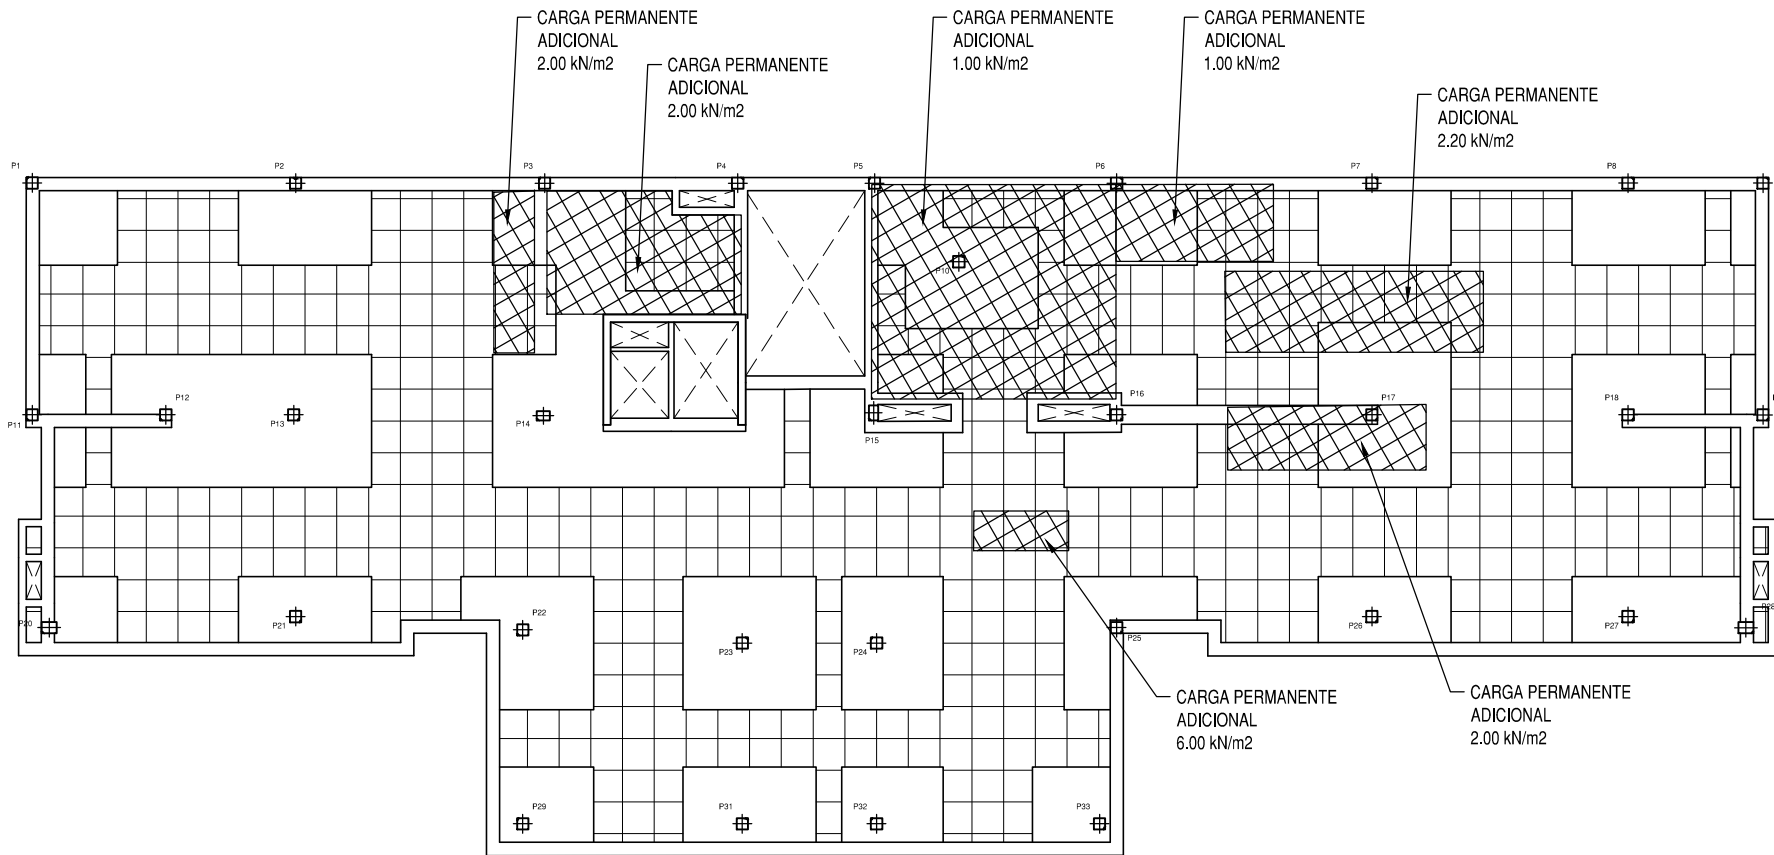 CARGA PERMANENTE
ADICIONAL
2.00 kN/m2
CARGA PERMANENTE
ADICIONAL
2.00 kN/m2
CARGA PERMANENTE
ADICIONAL
1.00 kN/m2
CARGA PERMANENTE
ADICIONAL
1.00 kN/m2
CARGA PERMANENTE
ADICIONAL
2.20 kN/m2
P1
P2
P3
P4
P5
P6
P7
P8
P10
P11
P12
P13
P14
P15
P16
P17
P18
P20
P21
P22
P23
P24
P25
P26
P27
P28
CARGA PERMANENTE
ADICIONAL
6.00 kN/m2
CARGA PERMANENTE
ADICIONAL
2.00 kN/m2
P29
P31
P32
P33